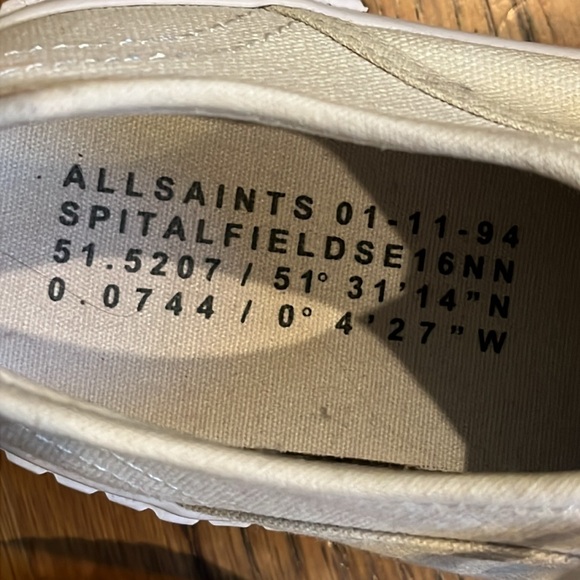 ALLSAINTS 01-11-94
SPITALFIELDSE16NN
51.5207 / 51° 31'14"N
0.0744 / 0° 4'27"W